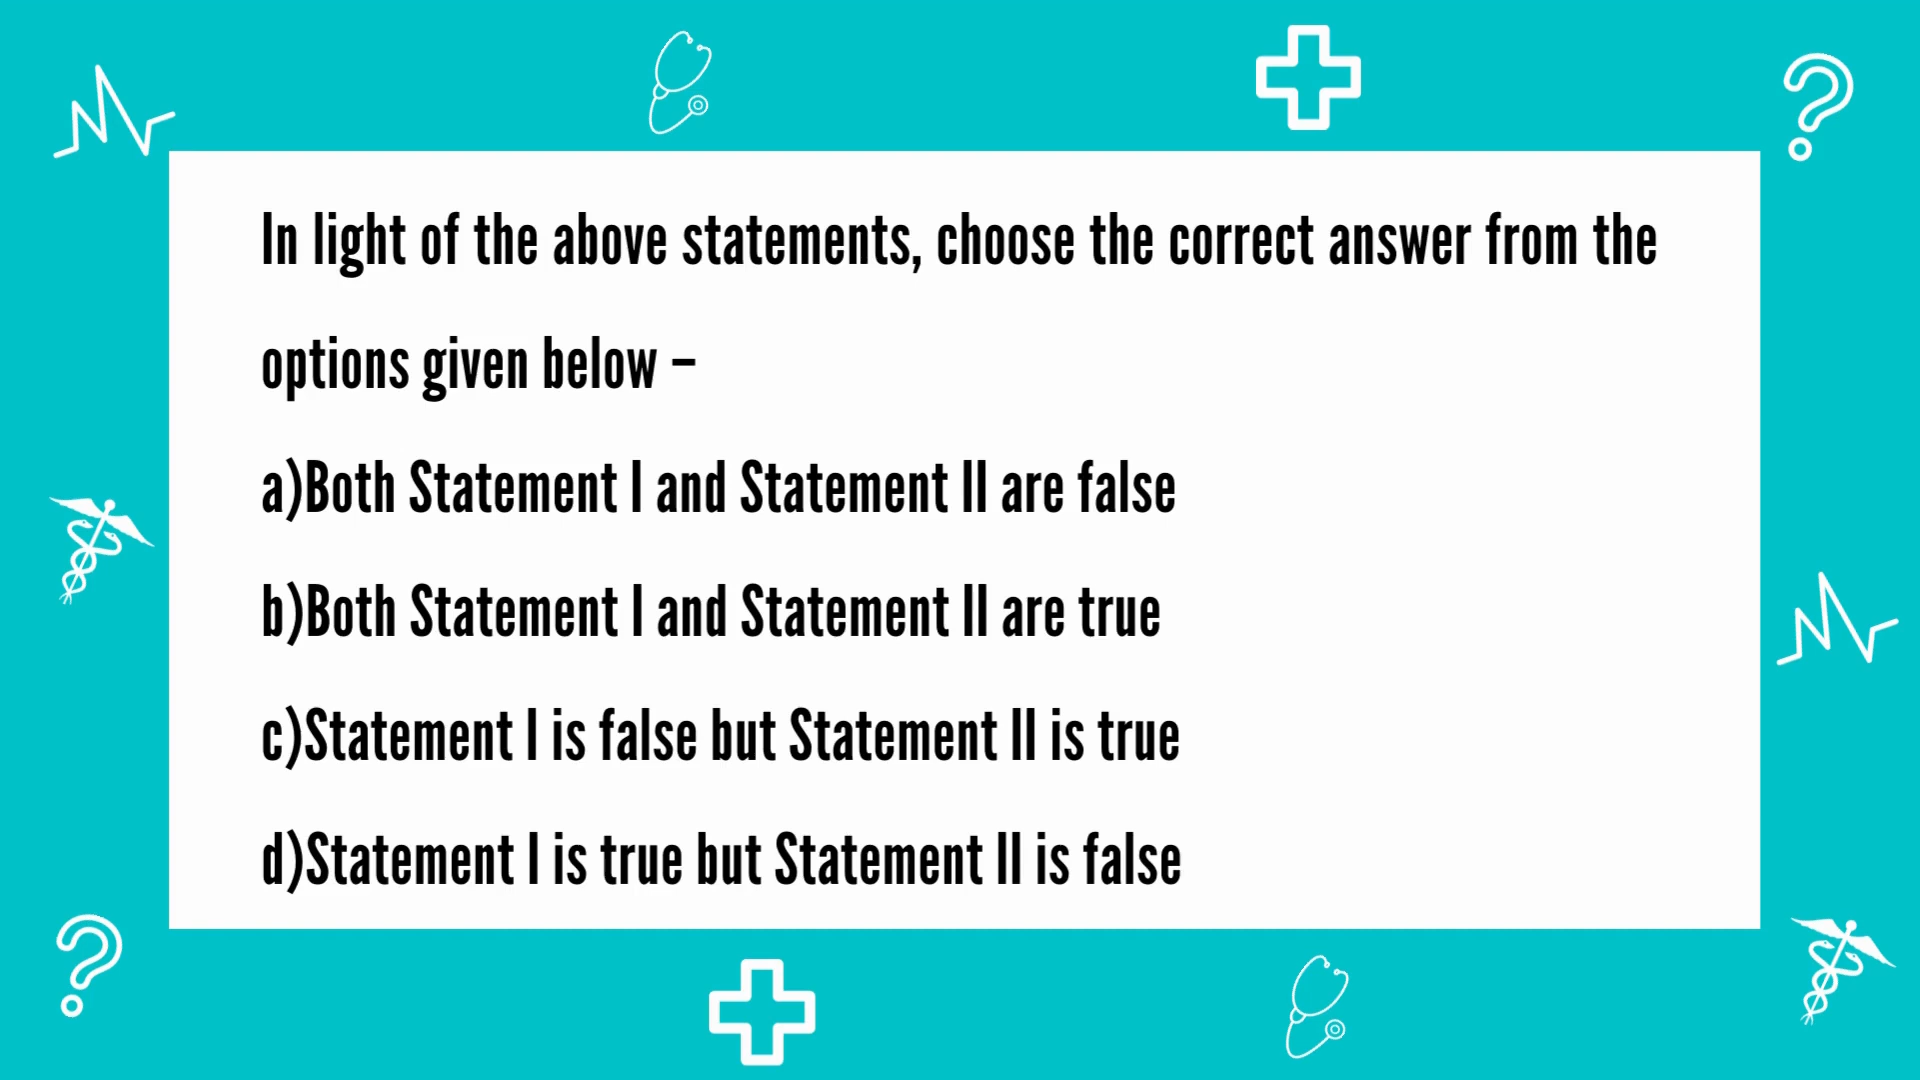 In light of the above statements, choose the correct answer from the
options given below –
a)Both Statement I and Statement II are false
b)Both Statement I and Statement II are true
c)Statement I is false but Statement II is true
d)Statement I is true but Statement II is false